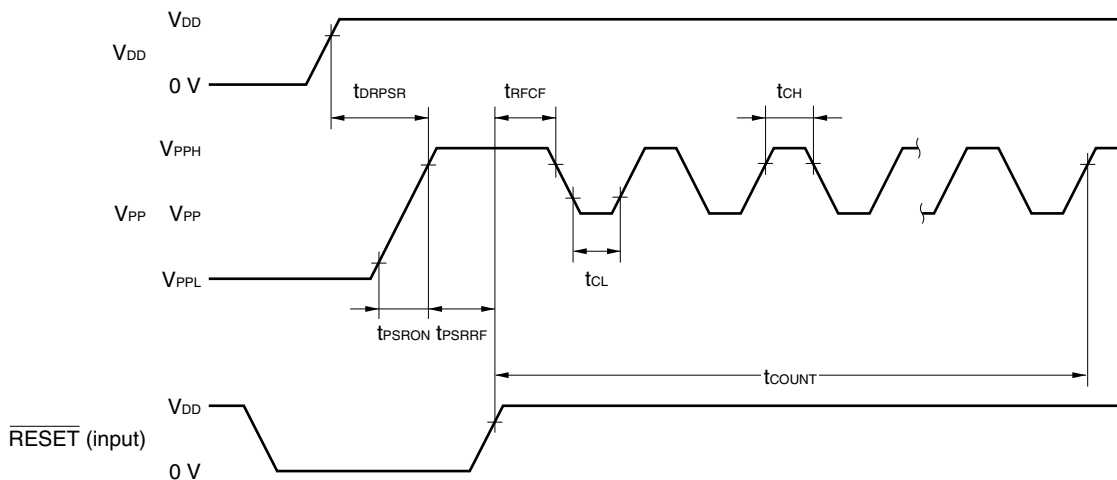 VDD
VDD
0 V
tDRPSR
tRFCF
tCH
VPPH
VPP VPP
VPPL
tCL
tPSRON tPSRRF
tCOUNT
VDD
RESET (input)
0 V